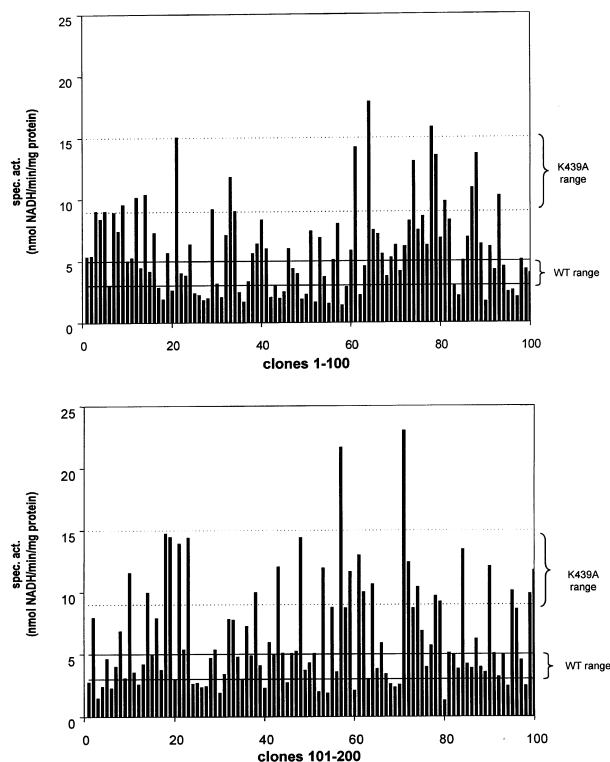 25
20
15
10
5
0
spec. act.
(nmol NADH/min/mg protein)
K439A
range
WT range
0 20 40 60 80 100
clones 1-100
25
20
15
10
5
0
spec. act.
(nmol NADH/min/mg protein)
K439A
range
WT range
0 20 40 60 80 100
clones 101-200